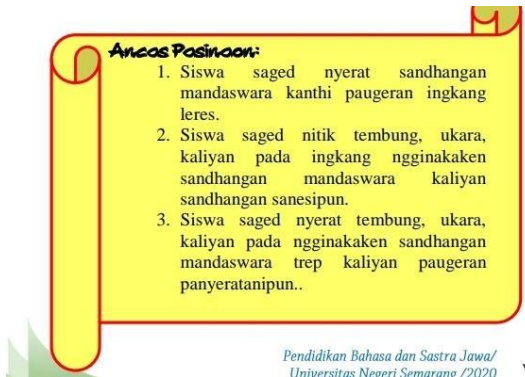 Ancas Pasinaon:
1. Siswa saged nyerat sandhangan
mandaswara kanthi paugeran ingkang
leres.
2. Siswa saged nitik tembung, ukara,
kaliyan pada ingkang ngginakaken
sandhangan mandaswara kaliyan
sandhangan sanesipun.
3. Siswa saged nyerat tembung, ukara,
kaliyan pada ngginakaken sandhangan
mandaswara trep kaliyan paugeran
panyeratanipun..
Pendidikan Bahasa dan Sastra Jawa/
Universitas Negeri Semarang /2020